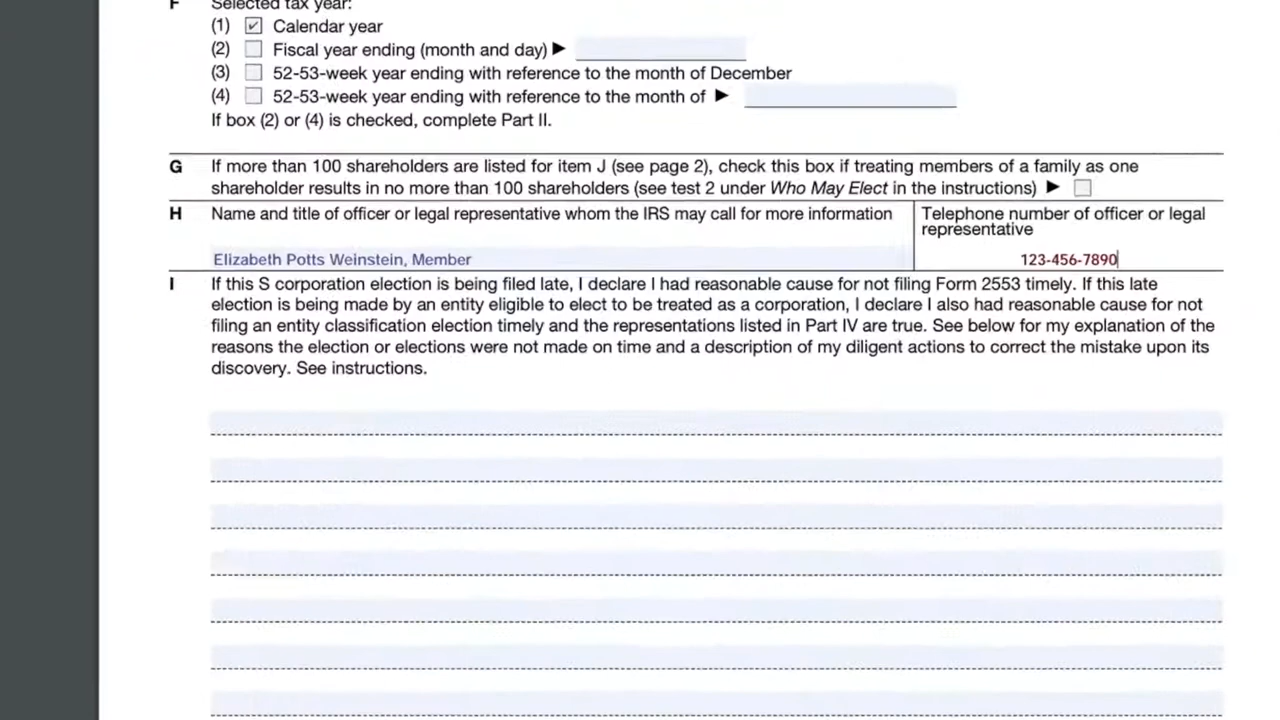 F Selected tax year:
(1) Calendar year
(2) Fiscal year ending (month and day) ▶
(3) 52-53-week year ending with reference to the month of December
(4) 52-53-week year ending with reference to the month of ▶
If box (2) or (4) is checked, complete Part II.
G If more than 100 shareholders are listed for item J (see page 2), check this box if treating members of a family as one
shareholder results in no more than 100 shareholders (see test 2 under Who May Elect in the instructions) ▶
H Name and title of officer or legal representative whom the IRS may call for more information
Telephone number of officer or legal
representative
Elizabeth Potts Weinstein, Member
123-456-7890
I If this S corporation election is being filed late, I declare I had reasonable cause for not filing Form 2553 timely. If this late
election is being made by an entity eligible to elect to be treated as a corporation, I declare I also had reasonable cause for not
filing an entity classification election timely and the representations listed in Part IV are true. See below for my explanation of the
reasons the election or elections were not made on time and a description of my diligent actions to correct the mistake upon its
discovery. See instructions.